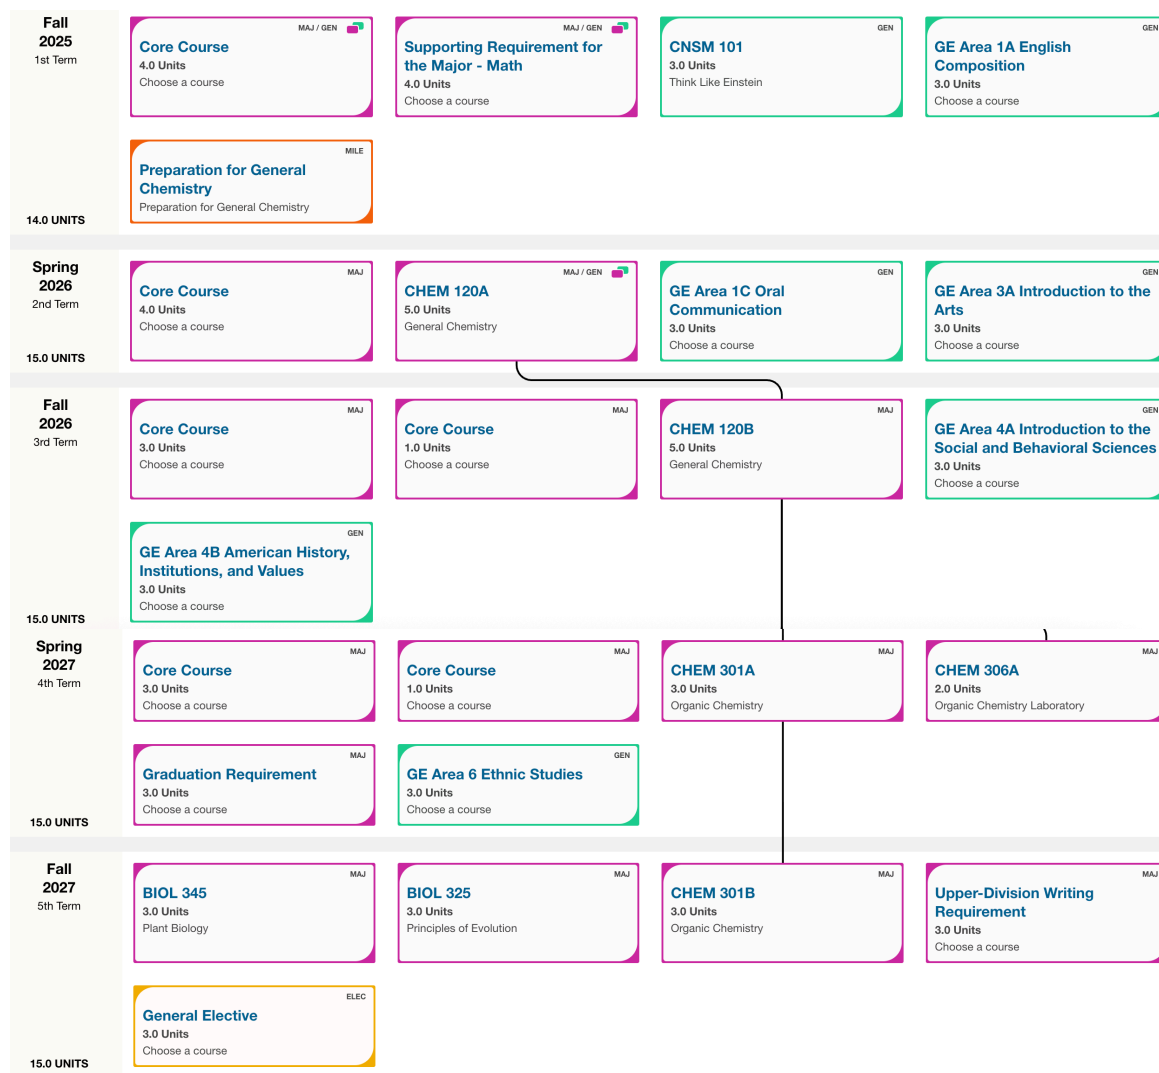 Fall
2025
1st Term
14.0 UNITS
MAJ / GEN
Core Course
4.0 Units
Choose a course
MAJ / GEN
Supporting Requirement for
the Major - Math
4.0 Units
Choose a course
GEN
CNSM 101
3.0 Units
Think Like Einstein
GEN
GE Area 1A English
Composition
3.0 Units
Choose a course
MILE
Preparation for General
Chemistry
Preparation for General Chemistry
Spring
2026
2nd Term
15.0 UNITS
MAJ
Core Course
4.0 Units
Choose a course
MAJ / GEN
CHEM 120A
5.0 Units
General Chemistry
GEN
GE Area 1C Oral
Communication
3.0 Units
Choose a course
GEN
GE Area 3A Introduction to the
Arts
3.0 Units
Choose a course
Fall
2026
3rd Term
15.0 UNITS
MAJ
Core Course
3.0 Units
Choose a course
MAJ
Core Course
1.0 Units
Choose a course
MAJ
CHEM 120B
5.0 Units
General Chemistry
GEN
GE Area 4A Introduction to the
Social and Behavioral Sciences
3.0 Units
Choose a course
GEN
GE Area 4B American History,
Institutions, and Values
3.0 Units
Choose a course
Spring
2027
4th Term
15.0 UNITS
MAJ
Core Course
3.0 Units
Choose a course
MAJ
Core Course
1.0 Units
Choose a course
MAJ
CHEM 301A
3.0 Units
Organic Chemistry
MAJ
CHEM 306A
2.0 Units
Organic Chemistry Laboratory
MAJ
Graduation Requirement
3.0 Units
Choose a course
GEN
GE Area 6 Ethnic Studies
3.0 Units
Choose a course
Fall
2027
5th Term
15.0 UNITS
MAJ
BIOL 345
3.0 Units
Plant Biology
MAJ
BIOL 325
3.0 Units
Principles of Evolution
MAJ
CHEM 301B
3.0 Units
Organic Chemistry
MAJ
Upper-Division Writing
Requirement
3.0 Units
Choose a course
ELEC
General Elective
3.0 Units
Choose a course